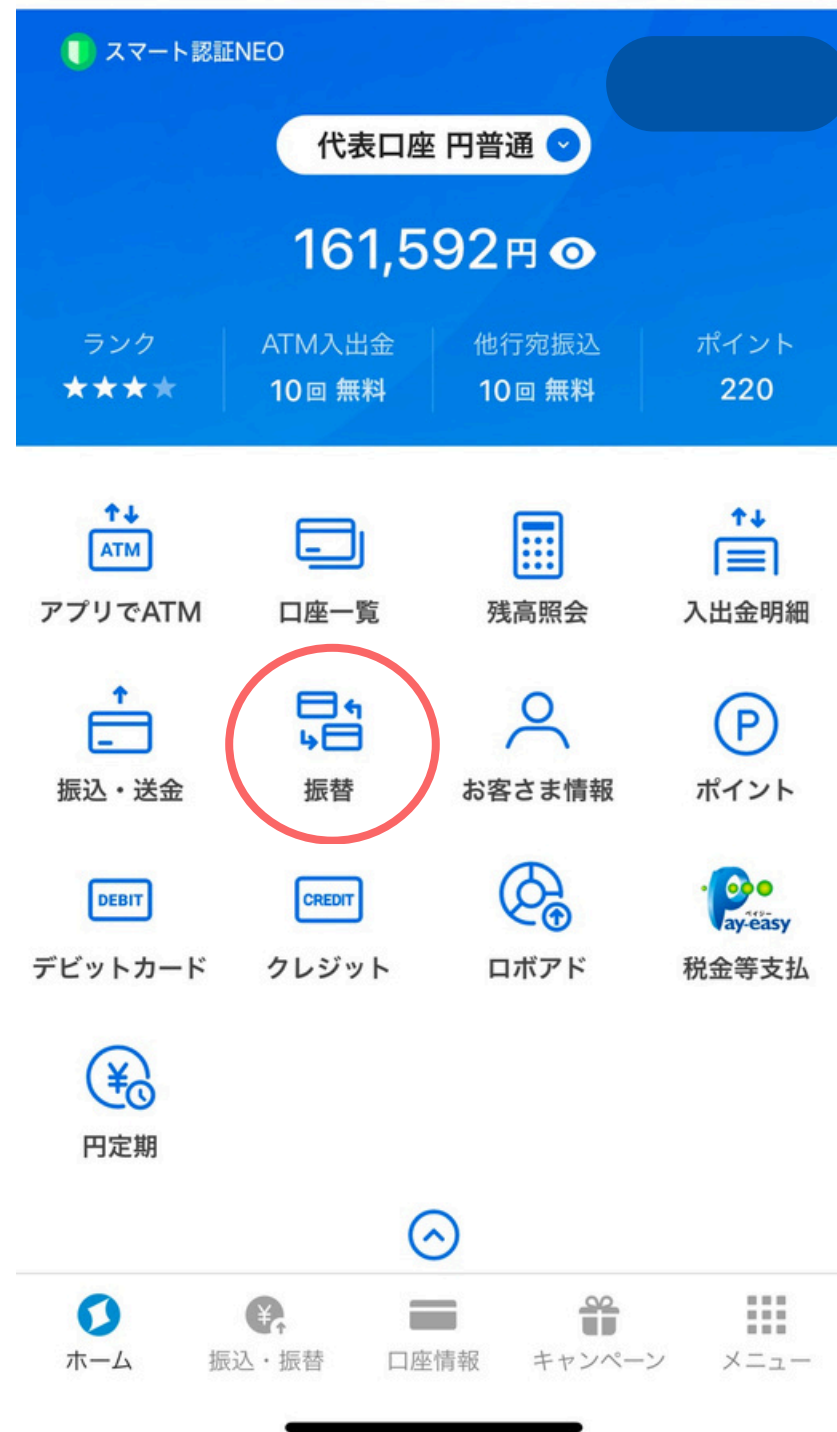 スマート認証NEO
代表口座 円普通
161,592円
ランク ATM入出金 他行宛振込 ポイント
★★★★ 10回 無料 10回 無料 220
ATM
アプリでATM 口座一覧 残高照会 入出金明細
P
振込・送金 振替 お客さま情報 ポイント
DEBIT CREDIT ペイジー
Pay-easy
デビットカード クレジット ロボアド 税金等支払
¥
円定期
¥
ホーム 振込・振替 口座情報 キャンペーン メニュー